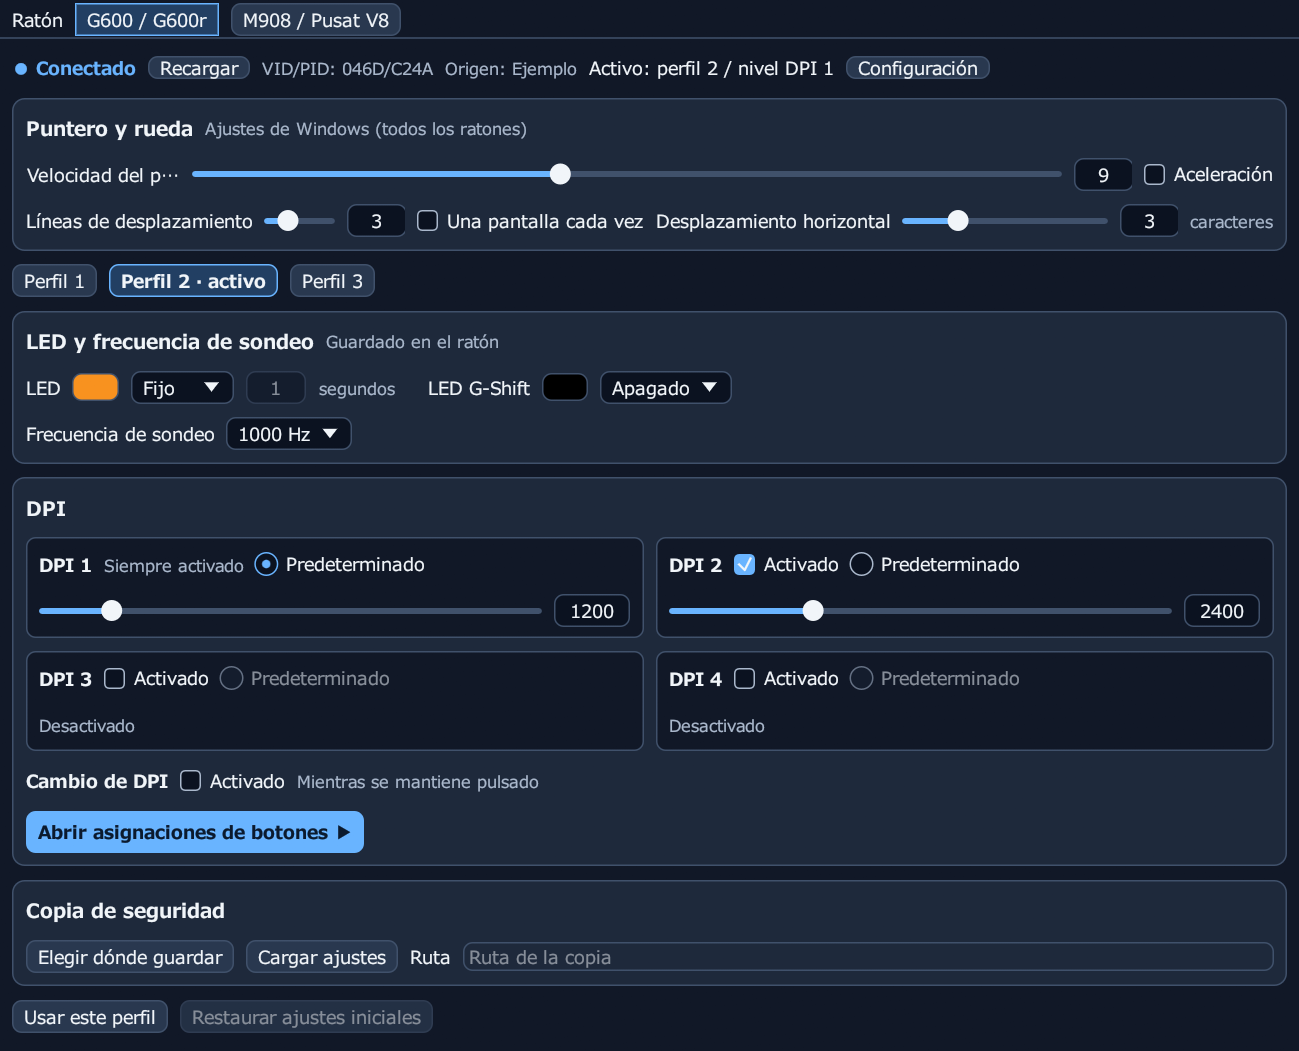 Ratón G600 / G600r M908 / Pusat V8
Conectado Recargar VID/PID: 046D/C24A Origen: Ejemplo Activo: perfil 2 / nivel DPI 1 Configuración
Puntero y rueda Ajustes de Windows (todos los ratones)
Velocidad del p··· 9 Aceleración
Líneas de desplazamiento 3 Una pantalla cada vez Desplazamiento horizontal 3 caracteres
Perfil 1 Perfil 2 · activo Perfil 3
LED y frecuencia de sondeo Guardado en el ratón
LED Fijo 1 segundos LED G-Shift Apagado
Frecuencia de sondeo 1000 Hz
DPI
DPI 1 Siempre activado Predeterminado
1200
DPI 2 Activado Predeterminado
2400
DPI 3 Activado Predeterminado
Desactivado
DPI 4 Activado Predeterminado
Desactivado
Cambio de DPI Activado Mientras se mantiene pulsado
Abrir asignaciones de botones
Copia de seguridad
Elegir dónde guardar Cargar ajustes Ruta Ruta de la copia
Usar este perfil Restaurar ajustes iniciales